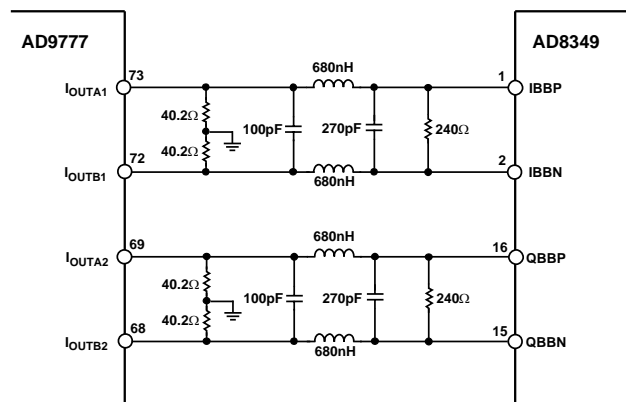 AD9777
AD8349
680nH
73
1
IOUTA1
IBBP
40.2Ω
100pF
270pF
240Ω
40.2Ω
72
2
IOUTB1
IBBN
680nH
680nH
69
16
IOUTA2
QBBP
40.2Ω
100pF
270pF
240Ω
40.2Ω
68
15
IOUTB2
QBBN
680nH